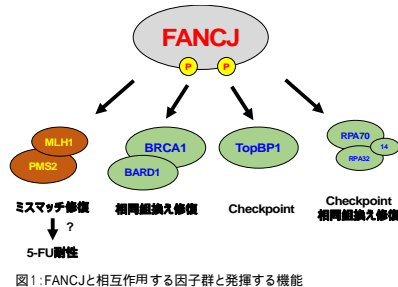 FANCJ
P P
MLH1
PMS2
BRCA1
BARD1
TopBP1
RPA70
14
RPA32
ミスマッチ修復
相同組換え修復
Checkpoint
Checkpoint
相同組換え修復
?
5-FU耐性
図1:FANCJと相互作用する因子群と発揮する機能